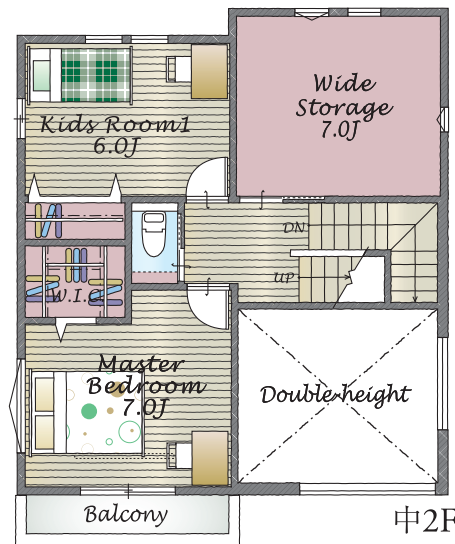 Wide
Storage
7.0J
Kids Room1
6.0J
DN
UP
W.I.C
Master
Bedroom
7.0J
Double-height
Balcony
中2F